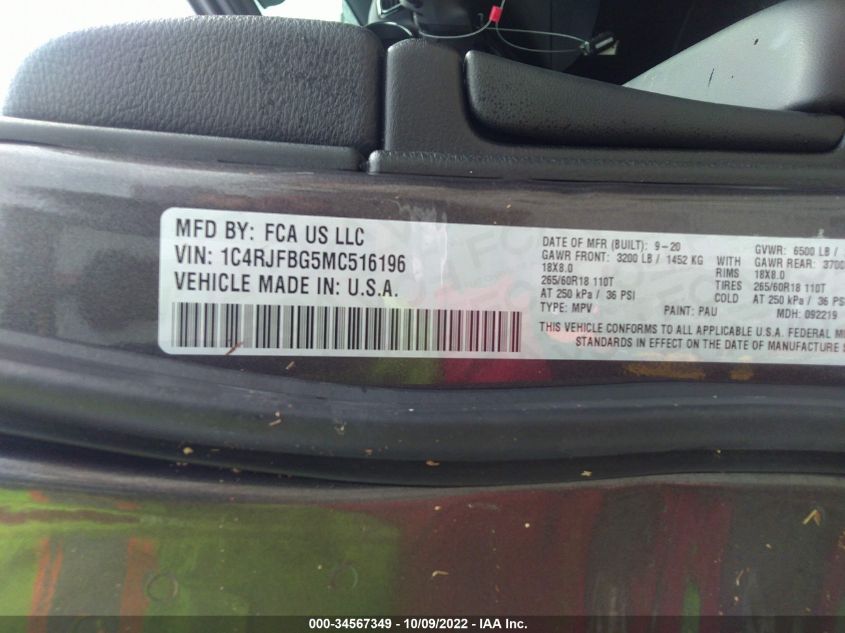 MFD BY: FCA US LLC
VIN: 1C4RJFBG5MC516196
VEHICLE MADE IN: U.S.A.
DATE OF MFR (BUILT): 9-20 GVWR: 6500 LB /
GAWR FRONT: 3200 LB / 1452 KG WITH GAWR REAR: 3700
18X8.0 RIMS 18X8.0
265/60R18 110T TIRES 265/60R18 110T
AT 250 kPa / 36 PSI COLD AT 250 kPa / 36 PS
TYPE: MPV PAINT: PAU MDH: 092219
THIS VEHICLE CONFORMS TO ALL APPLICABLE U.S.A. FEDERAL M
STANDARDS IN EFFECT ON THE DATE OF MANUFACTURE
000-34567349 - 10/09/2022 - IAA Inc.